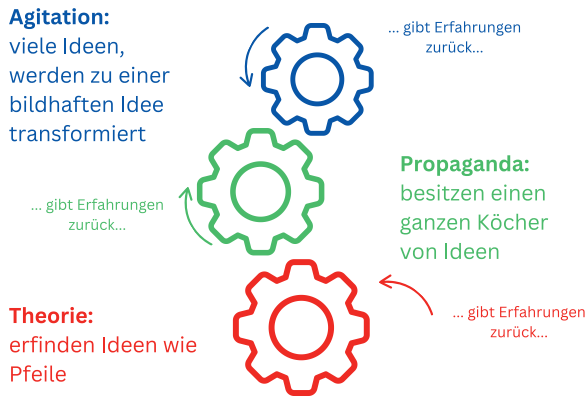 Agitation:
viele Ideen,
werden zu einer
bildhaften Idee
transformiert
... gibt Erfahrungen
zurück...
Propaganda:
besitzen einen
ganzen Köcher
von Ideen
... gibt Erfahrungen
zurück...
Theorie:
erfinden Ideen wie
Pfeile
... gibt Erfahrungen
zurück...